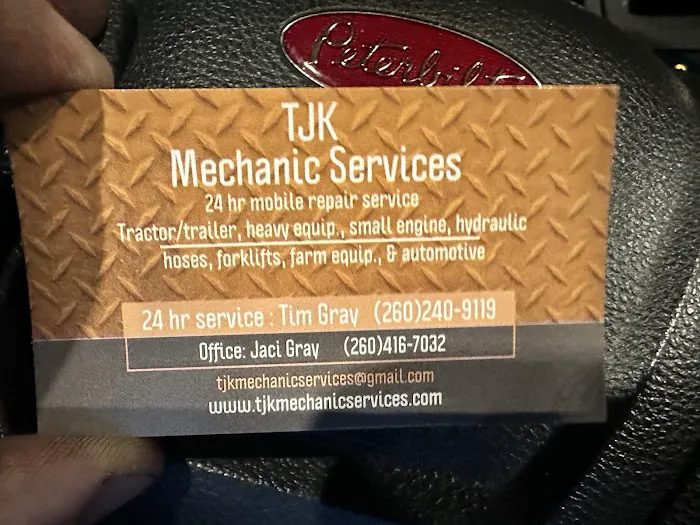 Peterbilt
TJK
Mechanic Services
24 hr mobile repair service
Tractor/trailer, heavy equip., small engine, hydraulic
hoses, forklifts, farm equip., & automotive
24 hr service : Tim Gray (260)240-9119
Office: Jaci Gray (260)416-7032
tjkmechanicservices@gmail.com
www.tjkmechanicservices.com